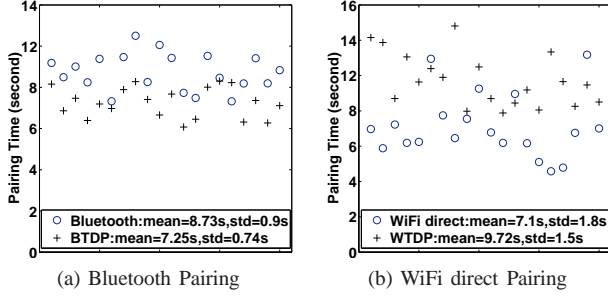 14
12
10
8
6
4
2
0
Pairing Time (second)
Bluetooth:mean=8.73s,std=0.9s
BTDP:mean=7.25s,std=0.74s
(a) Bluetooth Pairing
16
14
12
10
8
6
4
2
0
Pairing Time (second)
WiFi direct:mean=7.1s,std=1.8s
WTDP:mean=9.72s,std=1.5s
(b) WiFi direct Pairing